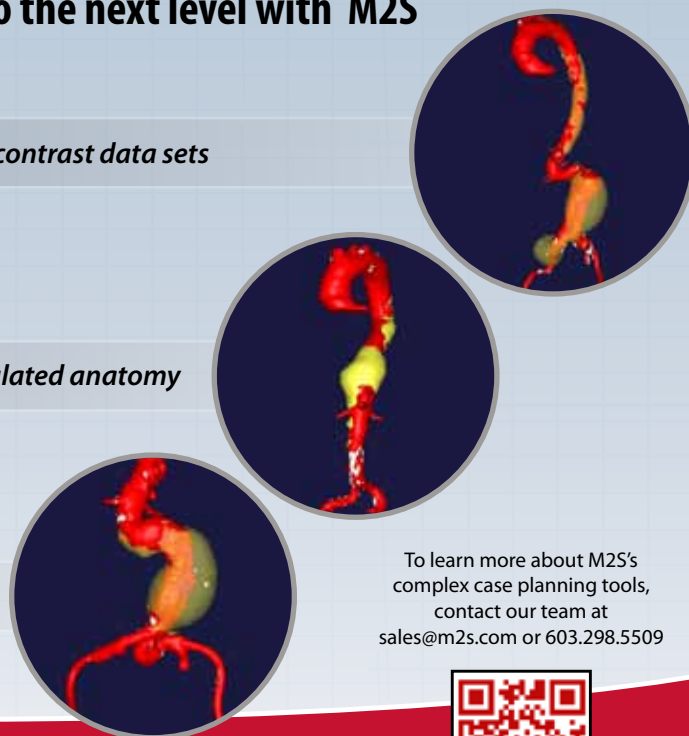 the next level with M2S
contrast data sets
anatomy
To learn more about M2S's
complex case planning tools,
contact our team at
sales@m2s.com or 603.298.5509